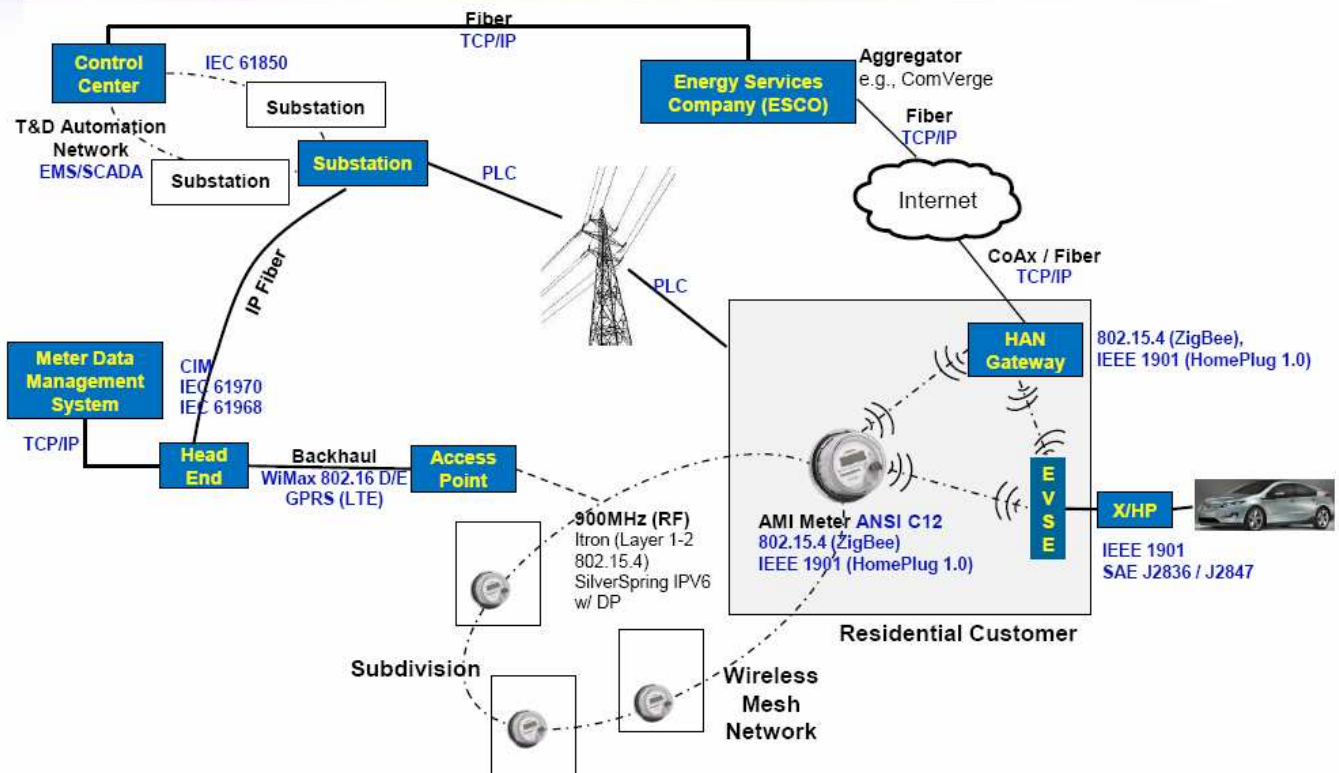 Fiber
TCP/IP
Control
Center
IEC 61850
Substation
T&D Automation
Network
EMS/SCADA
Substation
Substation
PLC
Energy Services
Company (ESCO)
Aggregator
e.g., ComVerge
Fiber
TCP/IP
Internet
CoAx / Fiber
TCP/IP
PLC
IP Fiber
Meter Data
Management
System
CIM
IEC 61970
IEC 61968
TCP/IP
Head
End
Backhaul
WiMax 802.16 D/E
GPRS (LTE)
Access
Point
900MHz (RF)
Itron (Layer 1-2
802.15.4)
SilverSpring IPV6
w/ DP
HAN
Gateway
802.15.4 (ZigBee),
IEEE 1901 (HomePlug 1.0)
AMI Meter ANSI C12
802.15.4 (ZigBee)
IEEE 1901 (HomePlug 1.0)
E
V
S
E
X/HP
IEEE 1901
SAE J2836 / J2847
Residential Customer
Subdivision
Wireless
Mesh
Network